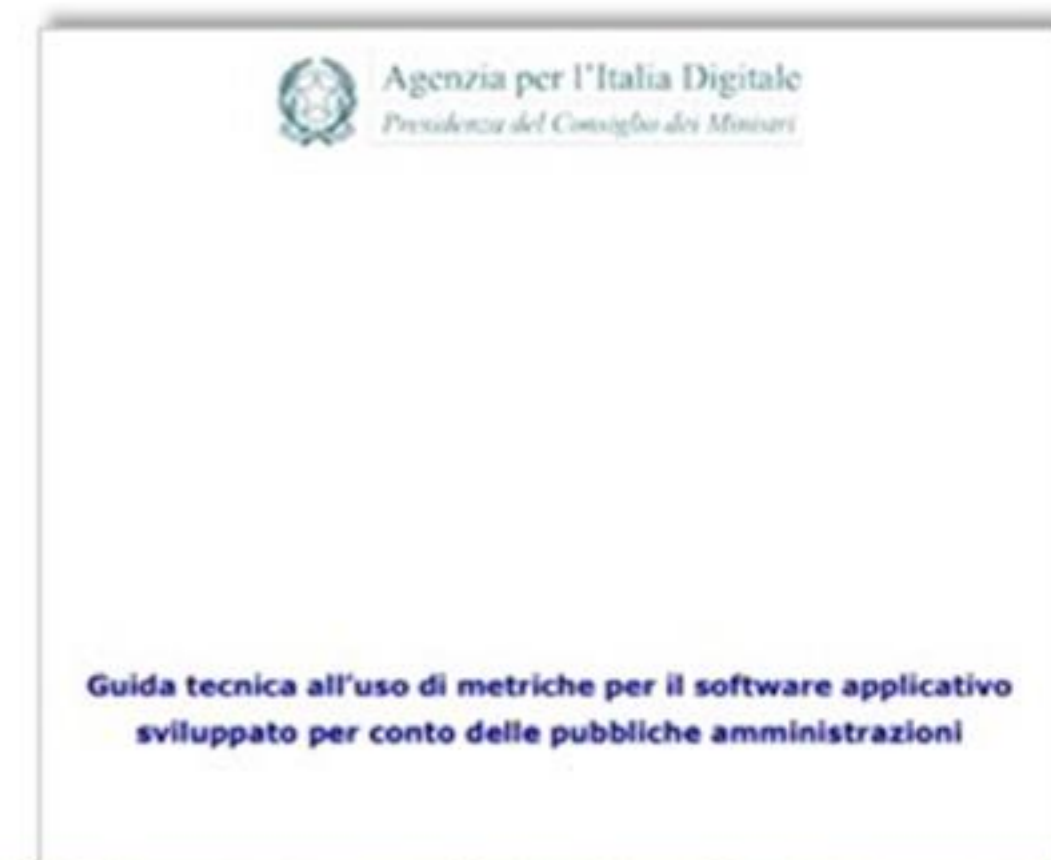 Agenzia per l'Italia Digitale
Presidenza del Consiglio dei Ministri
Guida tecnica all'uso di metriche per il software applicativo
sviluppato per conto delle pubbliche amministrazioni